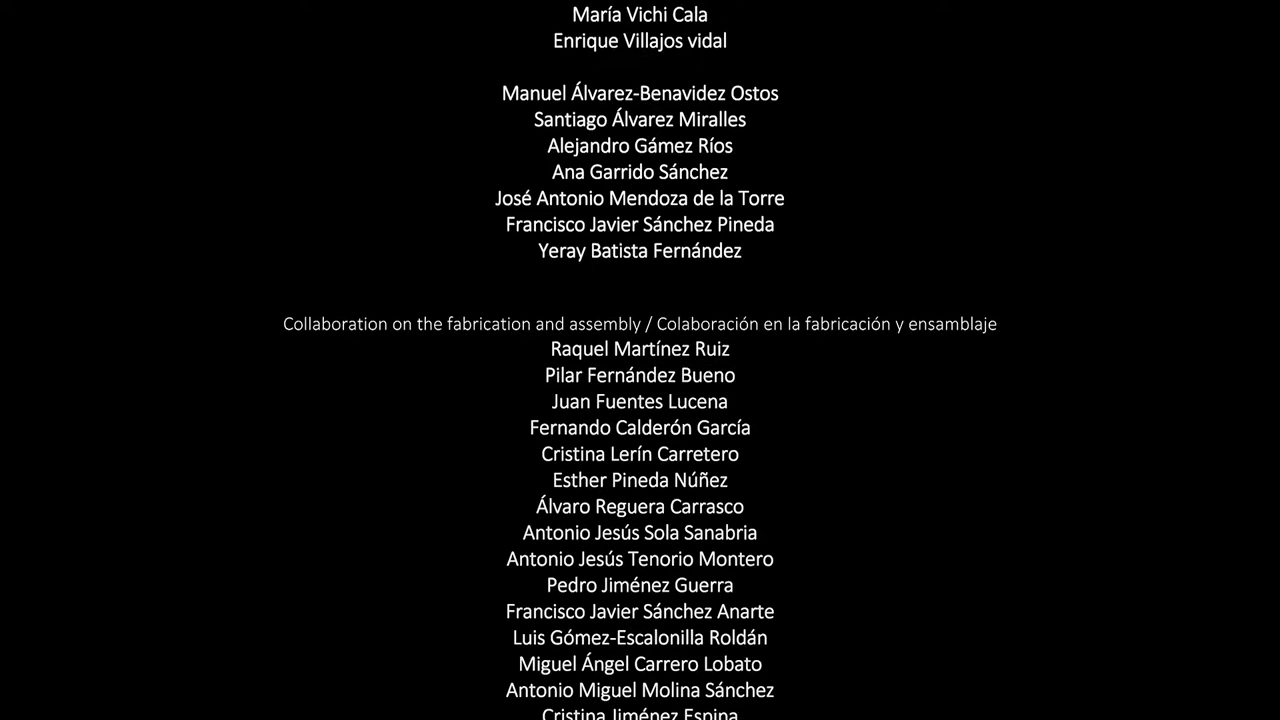 María Vichi Cala
Enrique Villajos vidal
Manuel Álvarez-Benavidez Ostos
Santiago Álvarez Miralles
Alejandro Gámez Ríos
Ana Garrido Sánchez
José Antonio Mendoza de la Torre
Francisco Javier Sánchez Pineda
Yeray Batista Fernández
Collaboration on the fabrication and assembly / Colaboración en la fabricación y ensamblaje
Raquel Martínez Ruiz
Pilar Fernández Bueno
Juan Fuentes Lucena
Fernando Calderón García
Cristina Lerín Carretero
Esther Pineda Núñez
Álvaro Reguera Carrasco
Antonio Jesús Sola Sanabria
Antonio Jesús Tenorio Montero
Pedro Jiménez Guerra
Francisco Javier Sánchez Anarte
Luis Gómez-Escalonilla Roldán
Miguel Ángel Carrero Lobato
Antonio Miguel Molina Sánchez
Cristina Jiménez Espina